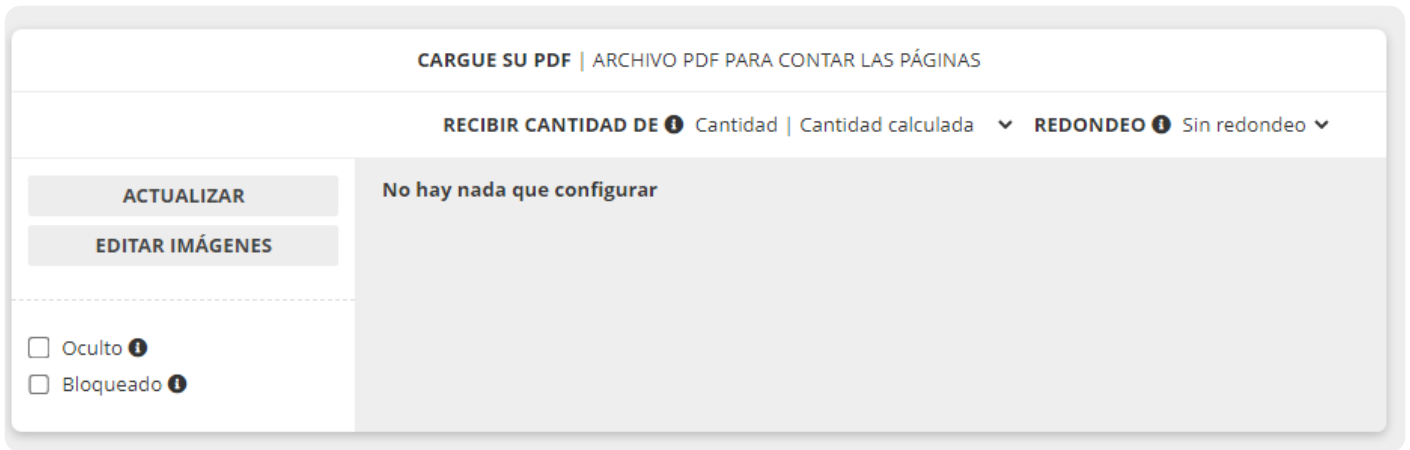 CARGUE SU PDF | ARCHIVO PDF PARA CONTAR LAS PÁGINAS
RECIBIR CANTIDAD DE Cantidad | Cantidad calculada REDONDEO Sin redondeo
ACTUALIZAR
EDITAR IMÁGENES
No hay nada que configurar
Oculto
Bloqueado